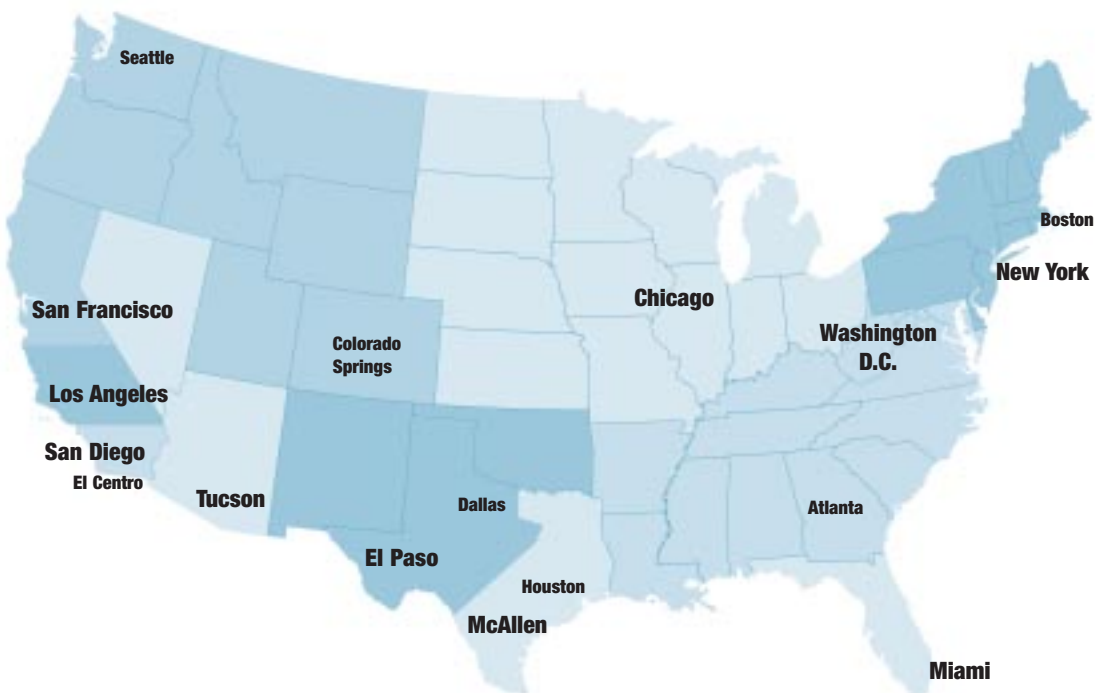 Seattle
Boston
New York
Chicago
San Francisco
Washington
D.C.
Colorado
Springs
Los Angeles
San Diego
El Centro
Tucson
Dallas
Atlanta
El Paso
Houston
McAllen
Miami